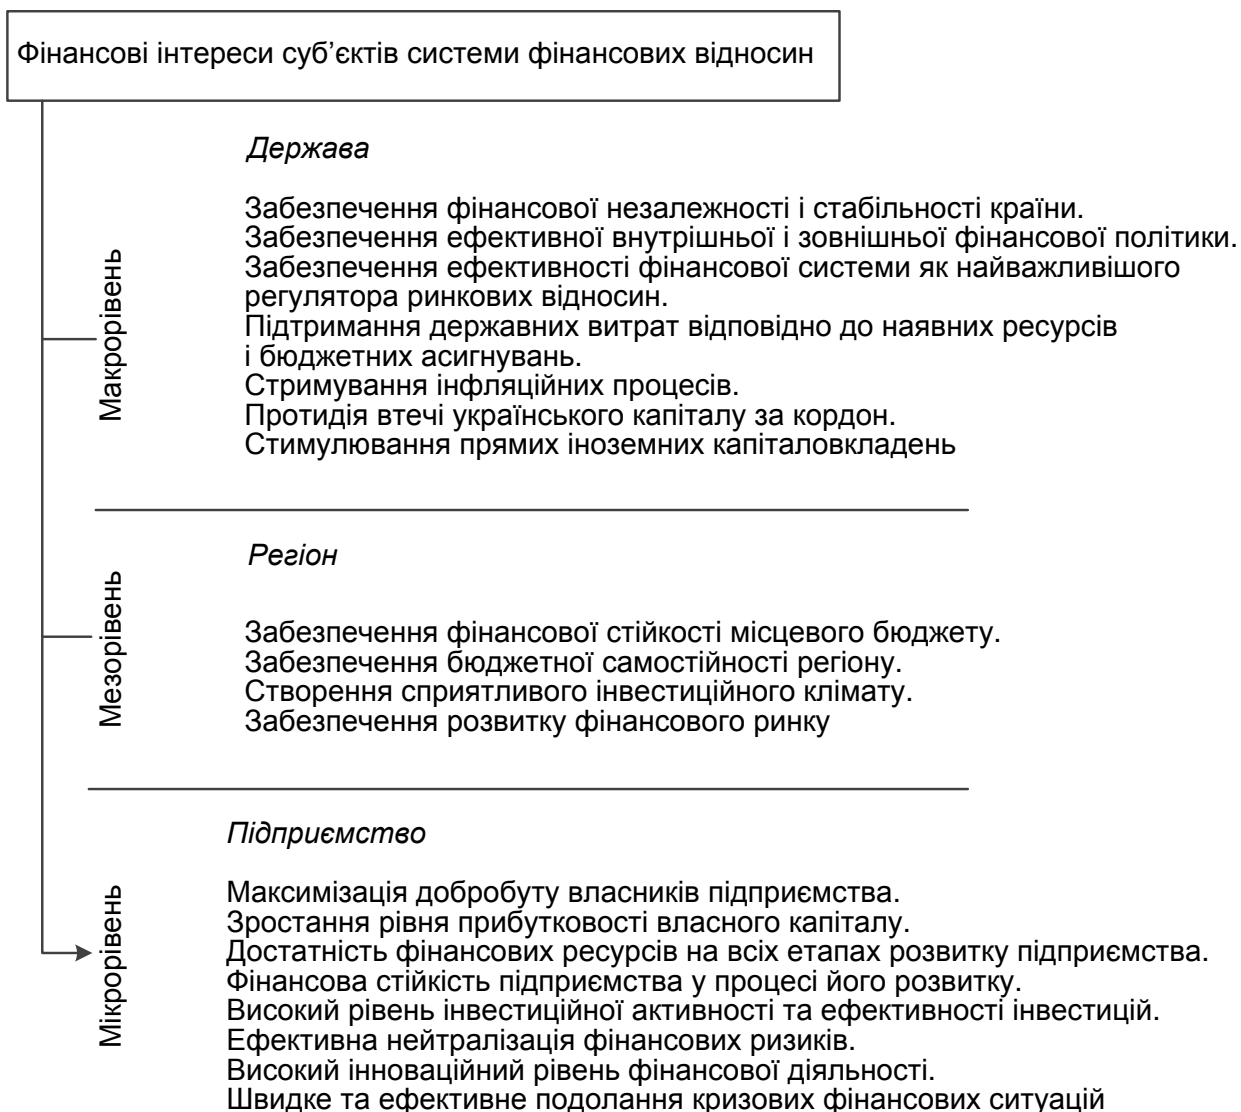 Фінансові інтереси суб’єктів системи фінансових відносин
Макрорівень
Держава
Забезпечення фінансової незалежності і стабільності країни.
Забезпечення ефективної внутрішньої і зовнішньої фінансової політики.
Забезпечення ефективності фінансової системи як найважливішого
регулятора ринкових відносин.
Підтримання державних витрат відповідно до наявних ресурсів
і бюджетних асигнувань.
Стримування інфляційних процесів.
Протидія втечі українського капіталу за кордон.
Стимулювання прямих іноземних капіталовкладень
Мезорівень
Регіон
Забезпечення фінансової стійкості місцевого бюджету.
Забезпечення бюджетної самостійності регіону.
Створення сприятливого інвестиційного клімату.
Забезпечення розвитку фінансового ринку
Мікрорівень
Підприємство
Максимізація добробуту власників підприємства.
Зростання рівня прибутковості власного капіталу.
Достатність фінансових ресурсів на всіх етапах розвитку підприємства.
Фінансова стійкість підприємства у процесі його розвитку.
Високий рівень інвестиційної активності та ефективності інвестицій.
Ефективна нейтралізація фінансових ризиків.
Високий інноваційний рівень фінансової діяльності.
Швидке та ефективне подолання кризових фінансових ситуацій